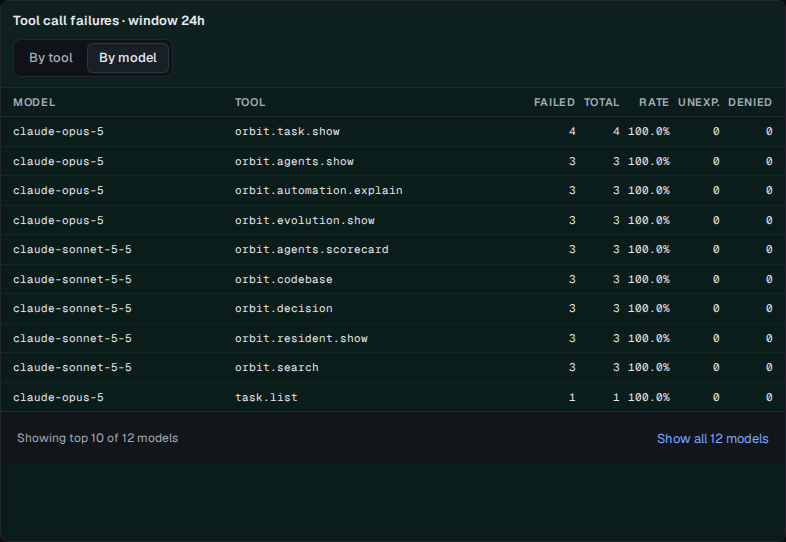 Tool call failures · window 24h
By tool By model
MODEL TOOL FAILED TOTAL RATE UNEXP. DENIED
claude-opus-5 orbit.task.show 4 4 100.0% 0 0
claude-opus-5 orbit.agents.show 3 3 100.0% 0 0
claude-opus-5 orbit.automation.explain 3 3 100.0% 0 0
claude-opus-5 orbit.evolution.show 3 3 100.0% 0 0
claude-sonnet-5-5 orbit.agents.scorecard 3 3 100.0% 0 0
claude-sonnet-5-5 orbit.codebase 3 3 100.0% 0 0
claude-sonnet-5-5 orbit.decision 3 3 100.0% 0 0
claude-sonnet-5-5 orbit.resident.show 3 3 100.0% 0 0
claude-sonnet-5-5 orbit.search 3 3 100.0% 0 0
claude-opus-5 task.list 1 1 100.0% 0 0
Showing top 10 of 12 models Show all 12 models